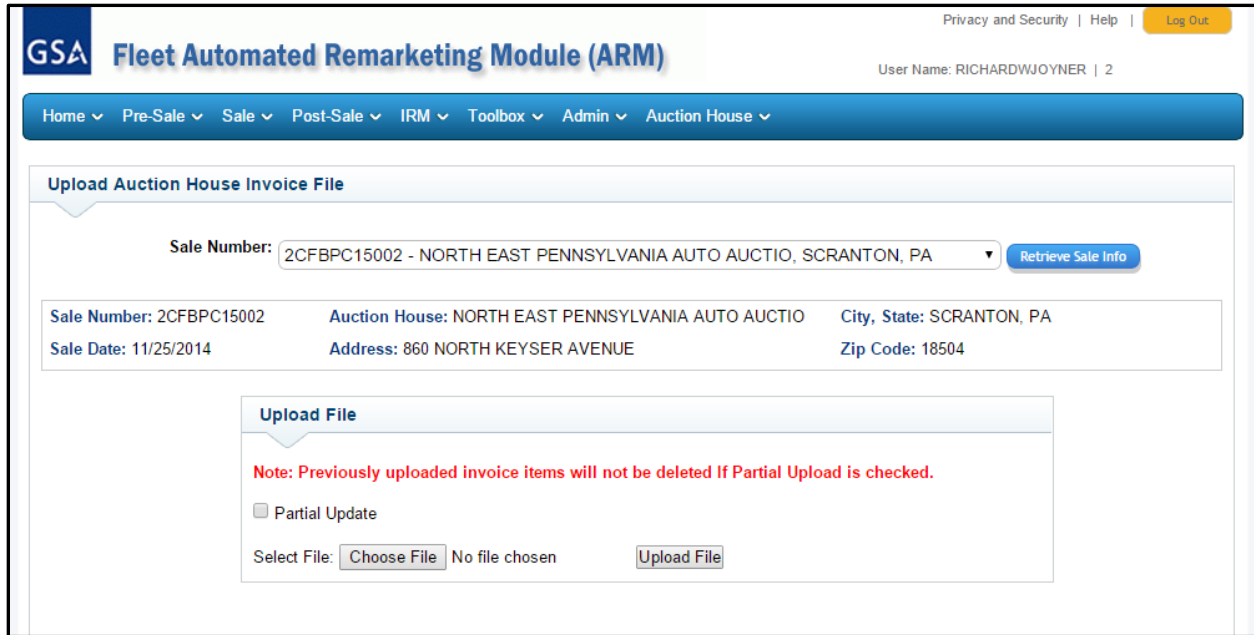 Privacy and Security | Help | Log Out
GSA Fleet Automated Remarketing Module (ARM)
User Name: RICHARDWJOYNER | 2
Home Pre-Sale Sale Post-Sale IRM Toolbox Admin Auction House
Upload Auction House Invoice File
Sale Number: 2CFBPC15002 - NORTH EAST PENNSYLVANIA AUTO AUCTIO, SCRANTON, PA Retrieve Sale Info
Sale Number: 2CFBPC15002 Auction House: NORTH EAST PENNSYLVANIA AUTO AUCTIO City, State: SCRANTON, PA
Sale Date: 11/25/2014 Address: 860 NORTH KEYSER AVENUE Zip Code: 18504
Upload File
Note: Previously uploaded invoice items will not be deleted If Partial Upload is checked.
Partial Update
Select File: Choose File No file chosen Upload File